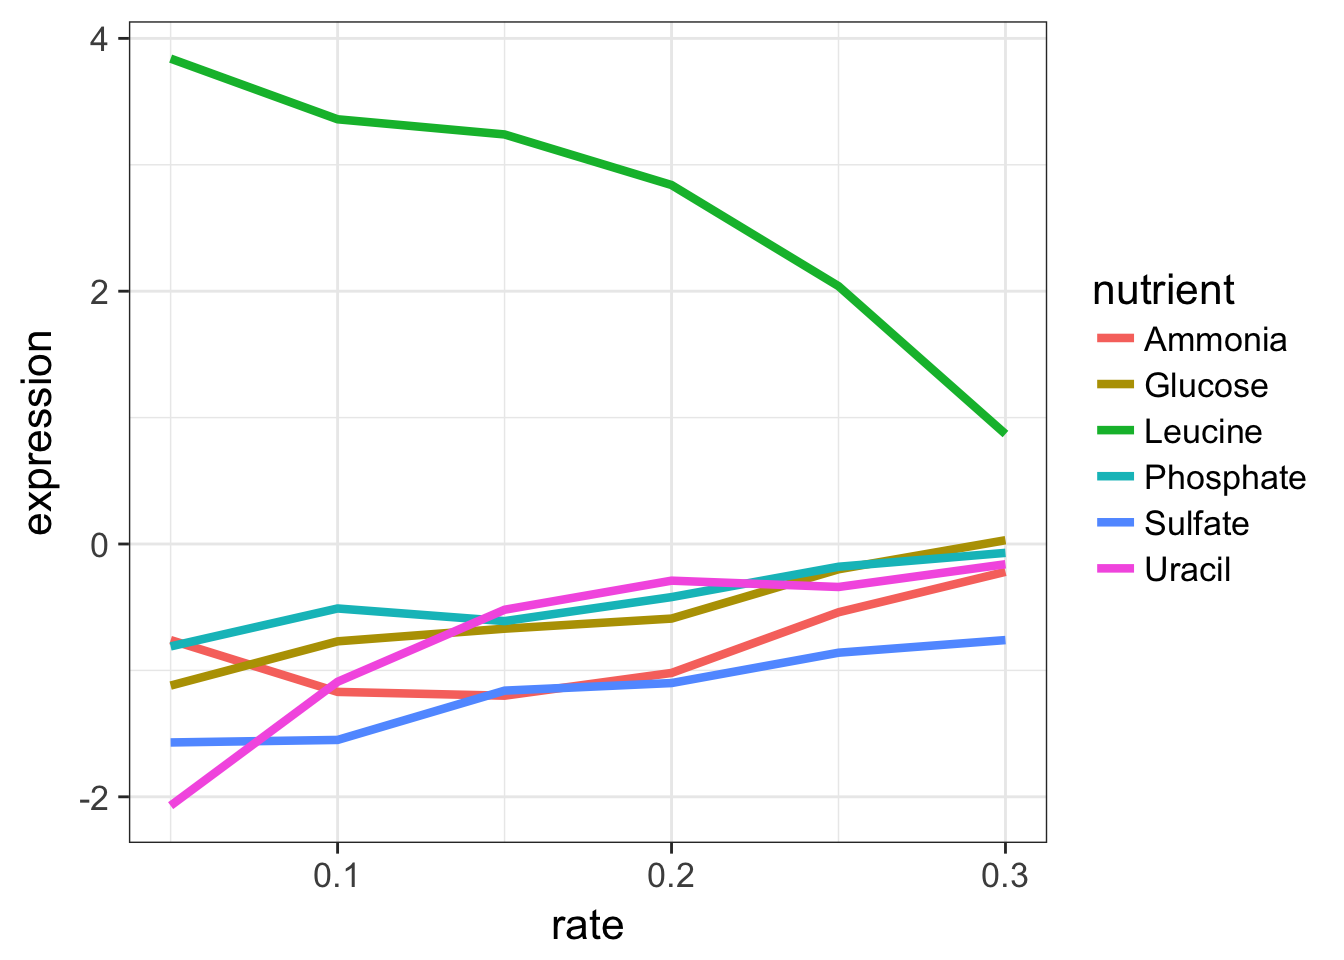 4
2
0
-2
expression
0.1
0.2
0.3
rate
nutrient
Ammonia
Glucose
Leucine
Phosphate
Sulfate
Uracil